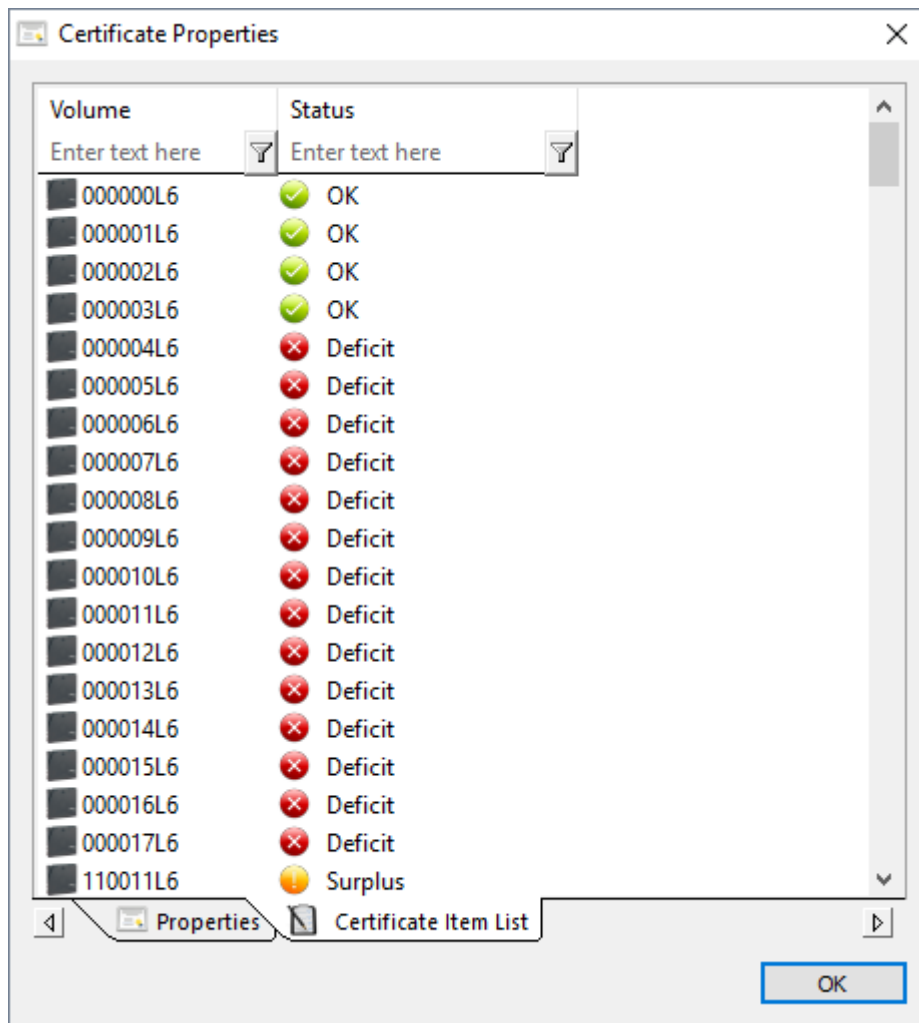 Certificate Properties
Volume Status
Enter text here Enter text here
000000L6 OK
000001L6 OK
000002L6 OK
000003L6 OK
000004L6 Deficit
000005L6 Deficit
000006L6 Deficit
000007L6 Deficit
000008L6 Deficit
000009L6 Deficit
000010L6 Deficit
000011L6 Deficit
000012L6 Deficit
000013L6 Deficit
000014L6 Deficit
000015L6 Deficit
000016L6 Deficit
000017L6 Deficit
110011L6 Surplus
Properties Certificate Item List
OK